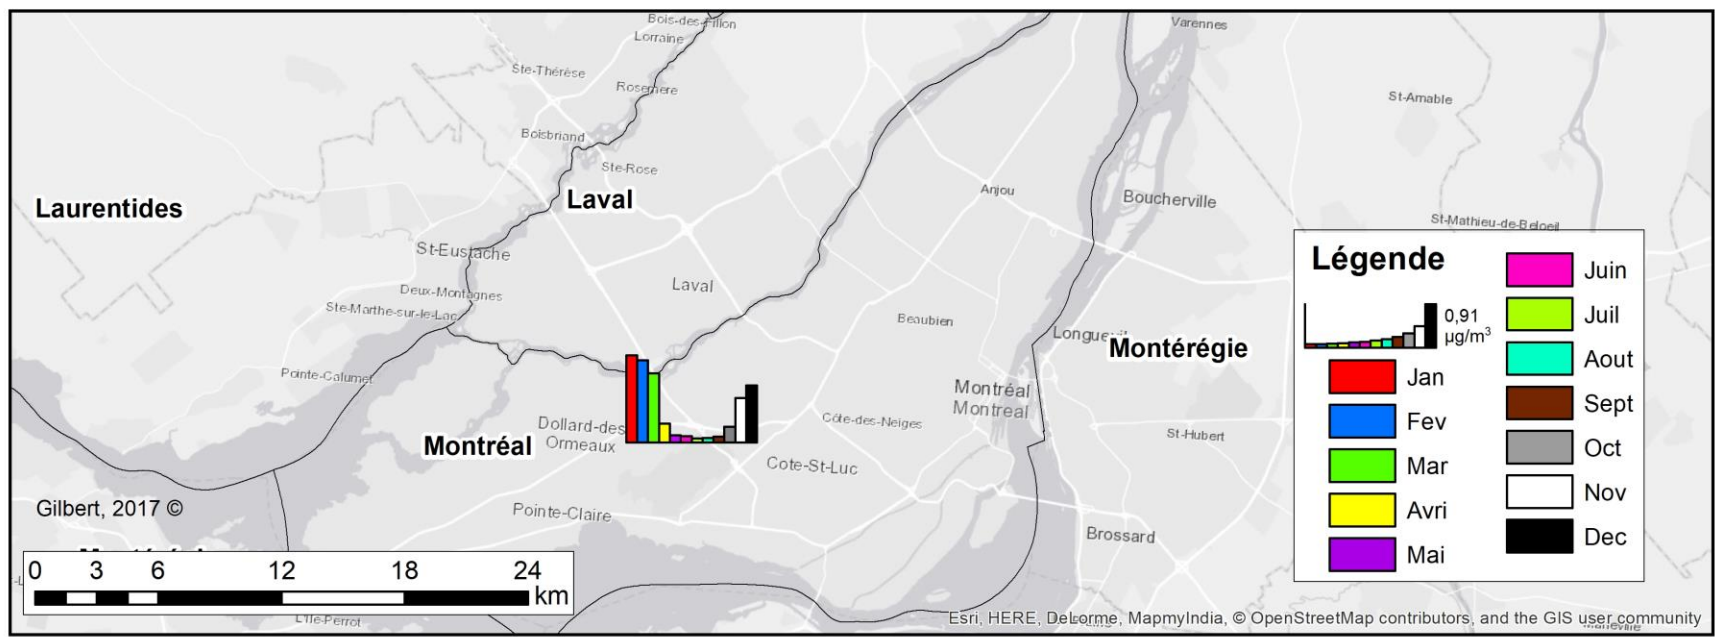 Bois-des-Filion
Lorraine
Varennes
Ste-Thérèse
Rosemère
St-Amable
Boisbriand
Ste-Rose
Anjou
Laval
Boucherville
Laurentides
St-Mathieu-de-Beloeil
St-Eustache
Légende
Juin
0,91
µg/m³
Juil
Aout
Jan
Sept
Fev
Oct
Mar
Nov
Avri
Dec
Mai
Laval
Deux-Montagnes
Ste-Marthe-sur-le-Lac
Beaubien
Montérégie
Pointe-Calumet
Montréal
Montreal
Dollard-des
Ormeaux
Côte-des-Neiges
St-Hubert
Montréal
Cote-St-Luc
Gilbert, 2017 ©
Pointe-Claire
Brossard
0 3 6 12 18 24
km
L'Île-Perrot
Esri, HERE, DeLorme, MapmyIndia, © OpenStreetMap contributors, and the GIS user community